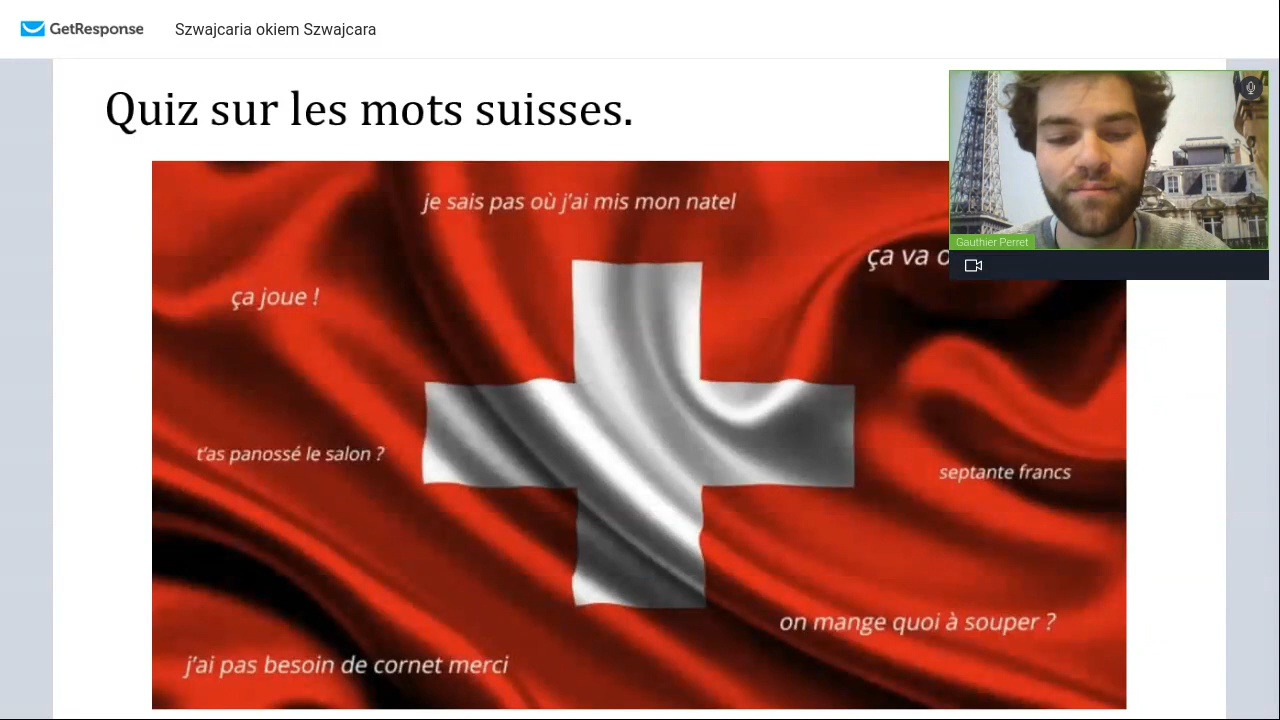 GetResponse
Szwajcaria okiem Szwajcara
Quiz sur les mots suisses.
je sais pas où j'ai mis mon natel
ça va
Gauthier Perret
ça joue !
t'as panossé le salon ?
septante francs
on mange quoi à souper ?
j'ai pas besoin de cornet merci